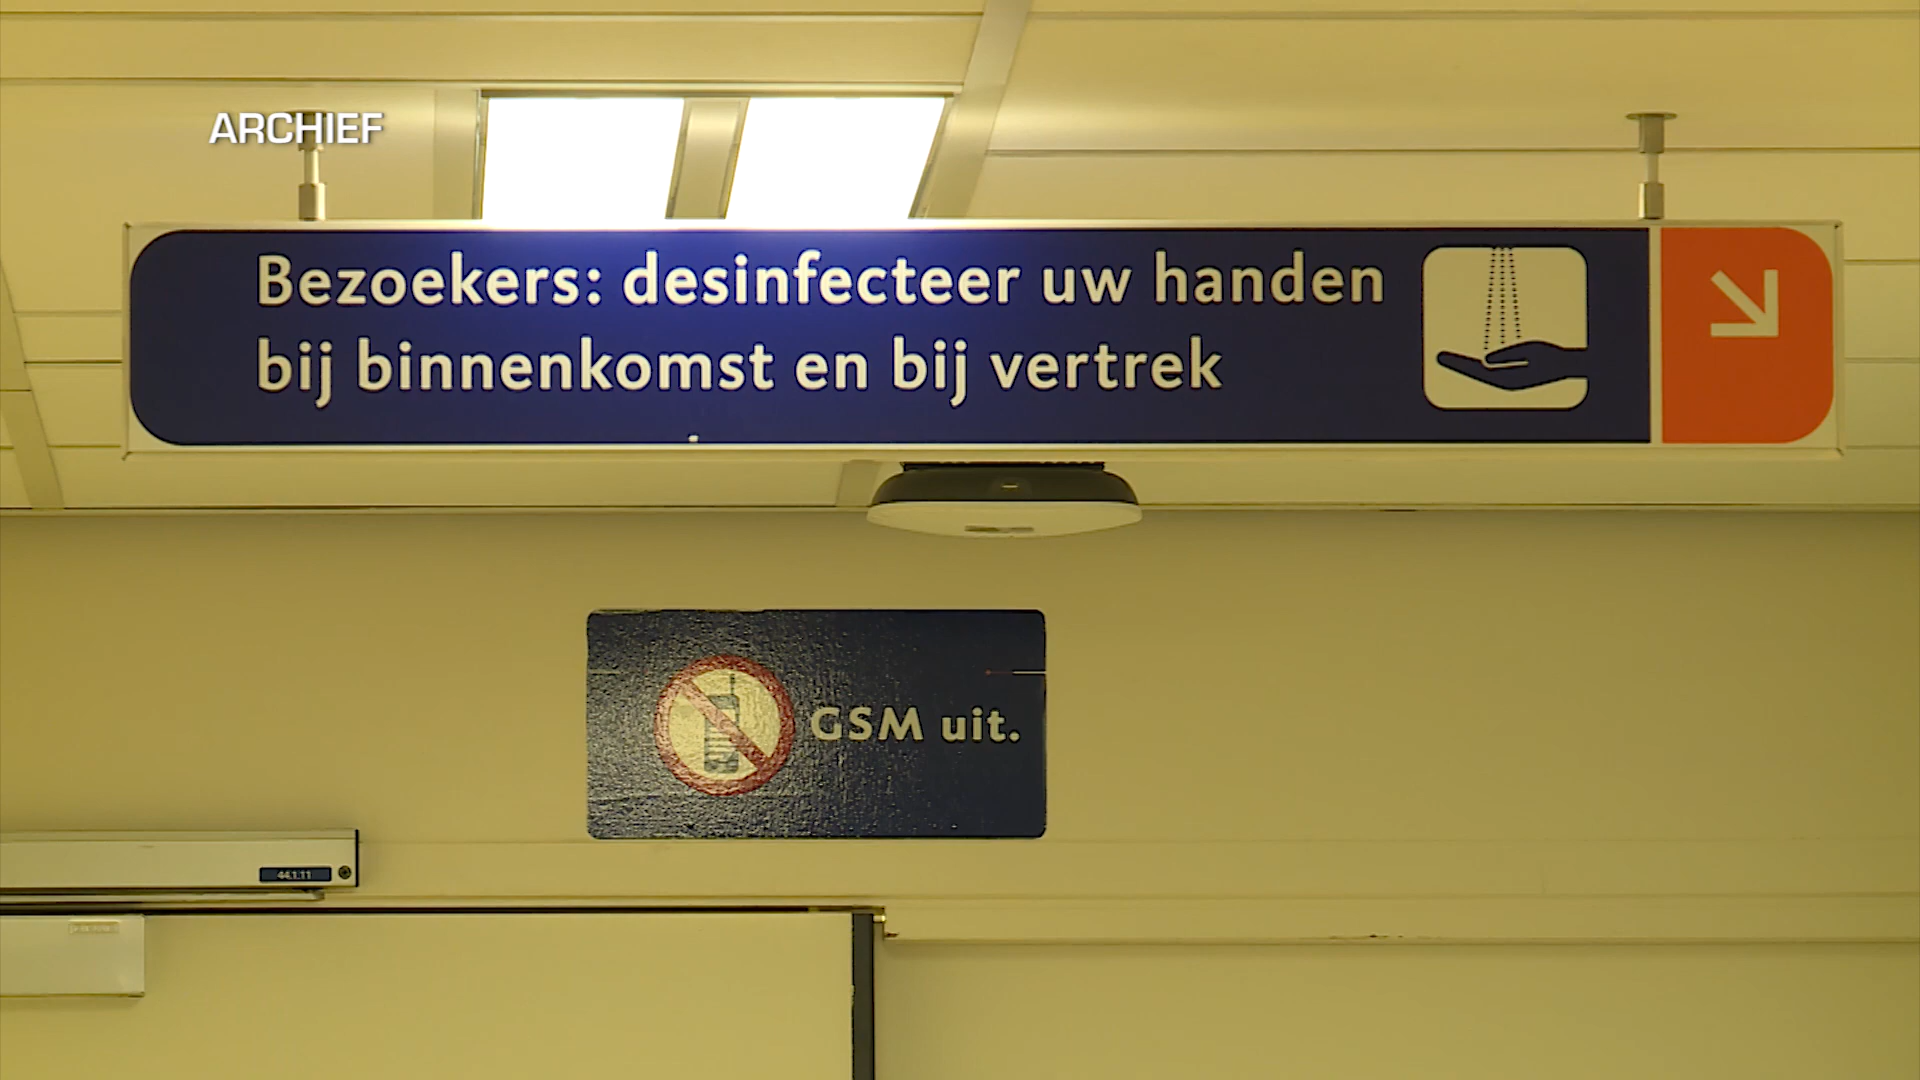 ARCHIEF
Bezoekers: desinfecteer uw handen
bij binnenkomst en bij vertrek
GSM uit.
44.1.11